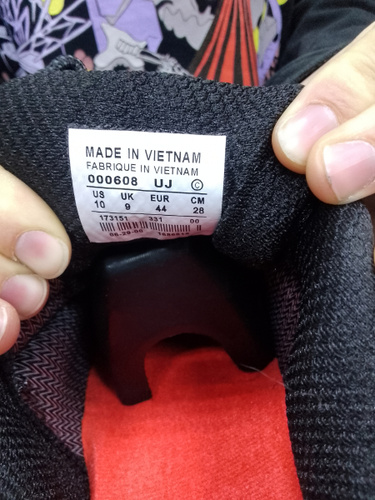 MADE IN VIETNAM
FABRIQUE IN VIETNAM
000608 UJ C
US UK EUR CM
10 9 44 28
173151 331 00